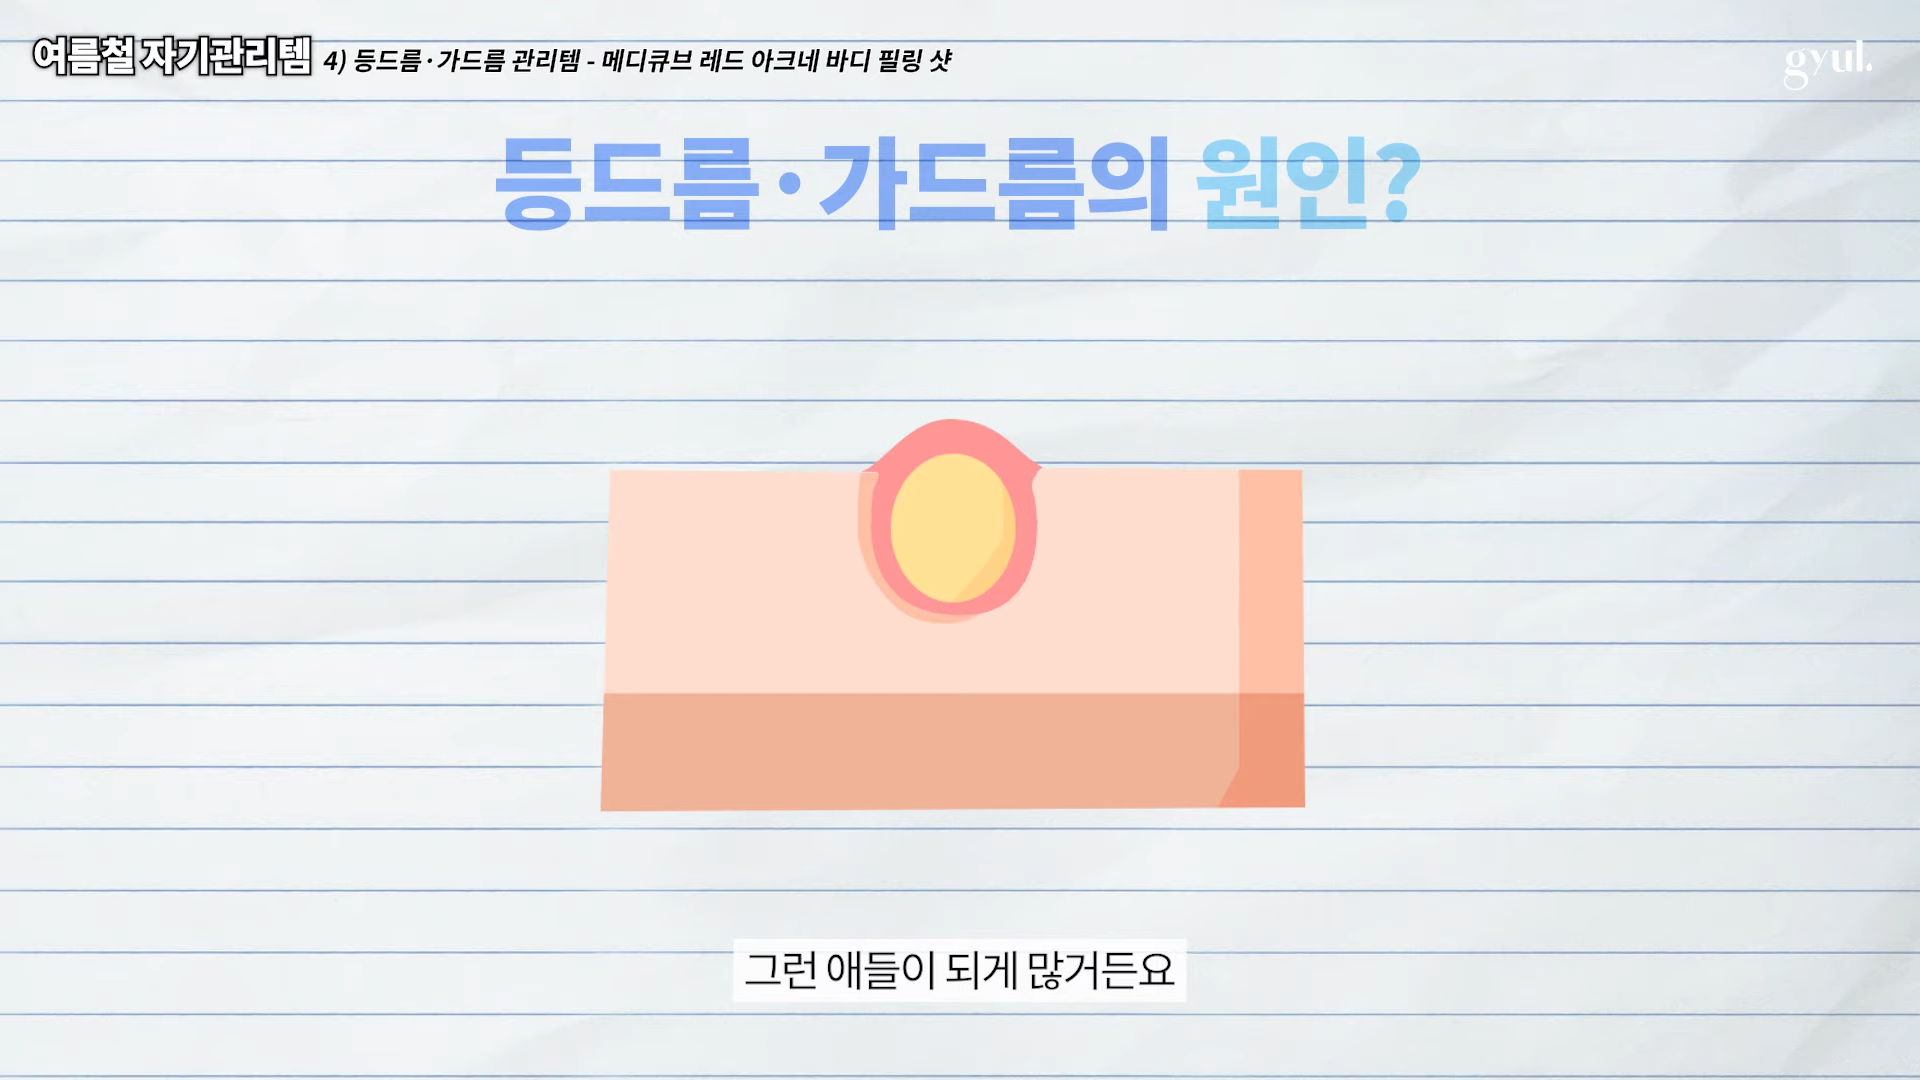 여름철 자기관리템 4) 등드름·가드름 관리템 - 메디큐브 레드 아크네 바디 필링 샷
gyul.
등드름·가드름의 원인?
그런 애들이 되게 많거든요